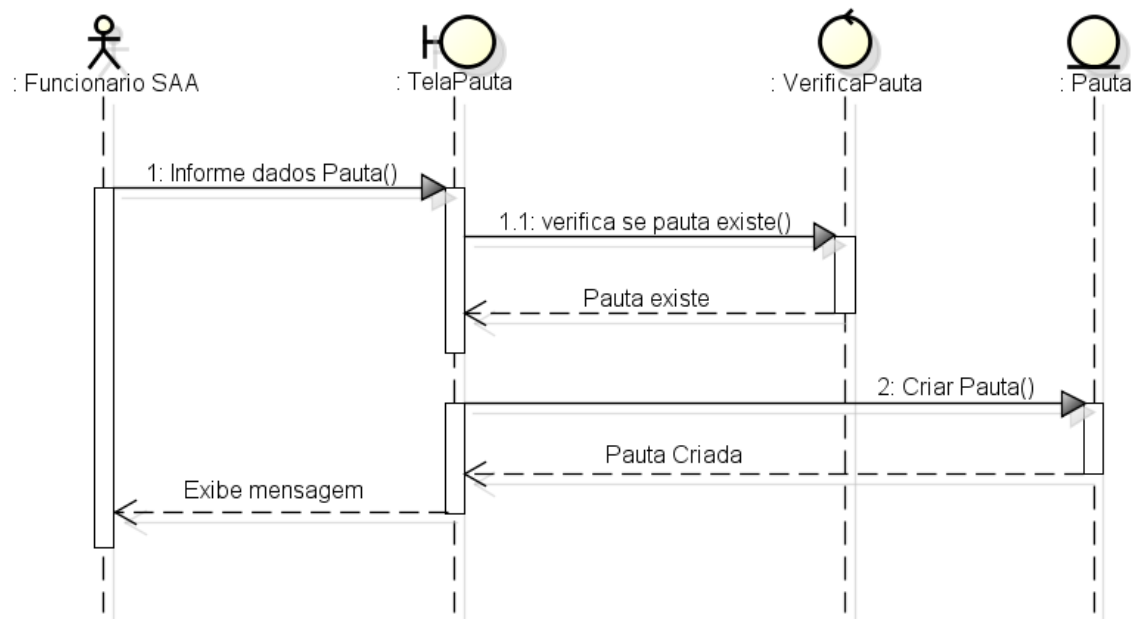 : Funcionario SAA
: TelaPauta
: VerificaPauta
: Pauta
1: Informe dados Pauta()
1.1: verifica se pauta existe()
Pauta existe
2: Criar Pauta()
Pauta Criada
Exibe mensagem